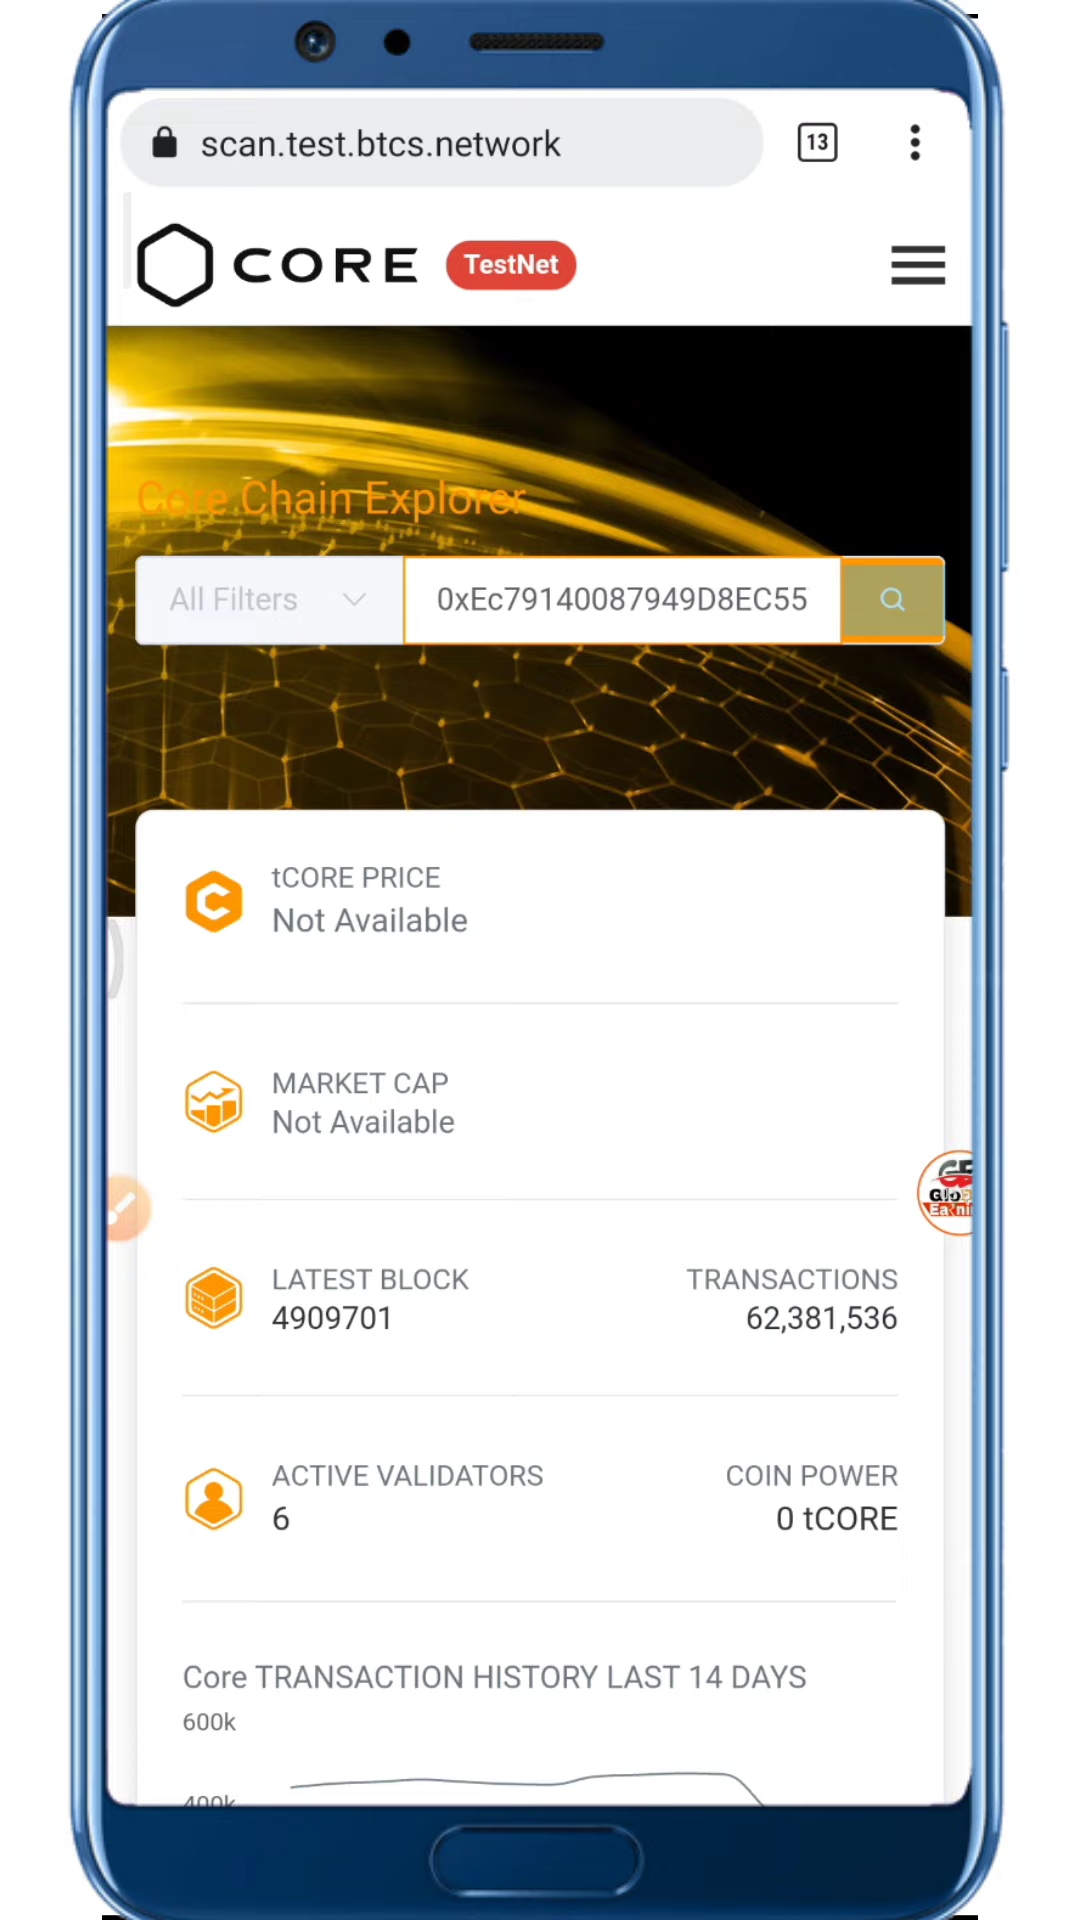 scan.test.btcs.network
13
CORE TestNet
Core Chain Explorer
All Filters
0xEc79140087949D8EC55
tCORE PRICE
Not Available
MARKET CAP
Not Available
LATEST BLOCK
4909701
TRANSACTIONS
62,381,536
ACTIVE VALIDATORS
6
COIN POWER
0 tCORE
Core TRANSACTION HISTORY LAST 14 DAYS
600k
400k